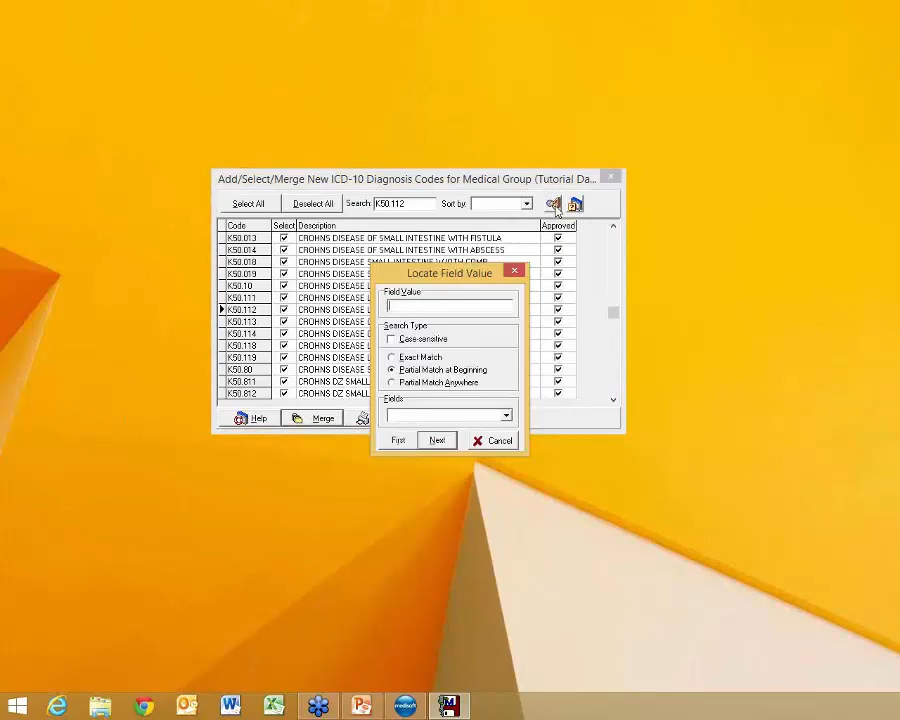 Add/Select/Merge New ICD-10 Diagnosis Codes for Medical Group (Tutorial Da...
Select All Deselect All Search: K50.112 Sort by:
Code Select Description Approved
K50.013 CROHNS DISEASE OF SMALL INTESTINE WITH FISTULA
K50.014 CROHNS DISEASE OF SMALL INTESTINE WITH ABSCESS
K50.018 CROHNS DISEASE SMALL INTESTINE W/OTH COMP
K50.019 CROHNS DISEASE
K50.10 CROHNS DISEASE
K50.111 CROHNS DISEASE
K50.112 CROHNS DISEASE
K50.113 CROHNS DISEASE
K50.114 CROHNS DISEASE
K50.118 CROHNS DISEASE
K50.119 CROHNS DISEASE
K50.80 CROHNS DISEASE
K50.811 CROHNS DZ SMALL
K50.812 CROHNS DZ SMALL
Help Merge
Locate Field Value
Field Value
Search Type
Case-sensitive
Exact Match
Partial Match at Beginning
Partial Match Anywhere
Fields
First Next Cancel
medisoft